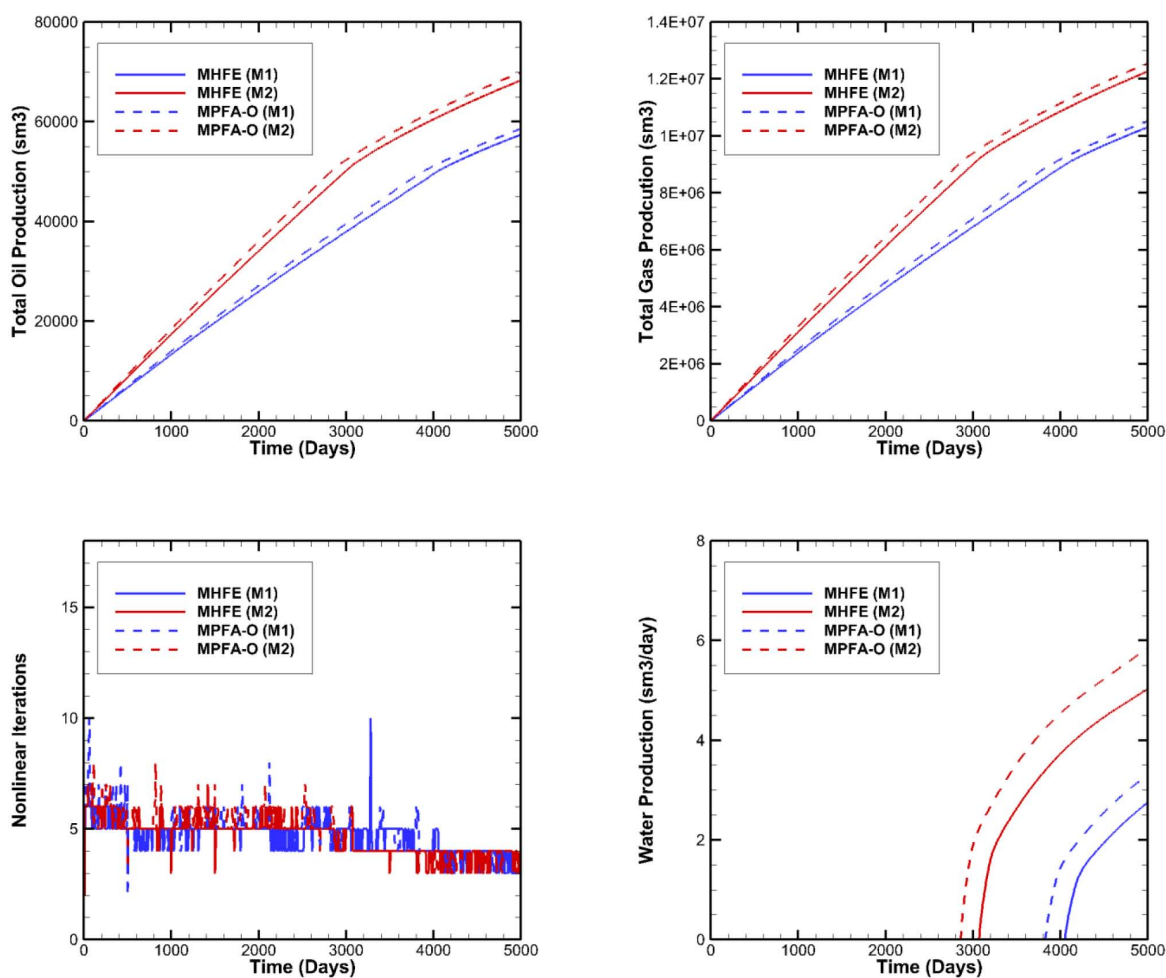 80000
60000
40000
20000
0
Total Oil Production (sm3)
MHFE (M1)
MHFE (M2)
MPFA-O (M1)
MPFA-O (M2)
0 1000 2000 3000 4000 5000
Time (Days)
1.4E+07
1.2E+07
1E+07
8E+06
6E+06
4E+06
2E+06
0
Total Gas Prodcution (sm3)
MHFE (M1)
MHFE (M2)
MPFA-O (M1)
MPFA-O (M2)
0 1000 2000 3000 4000 5000
Time (Days)
15
10
5
0
Nonlinear Iterations
MHFE (M1)
MHFE (M2)
MPFA-O (M1)
MPFA-O (M2)
0 1000 2000 3000 4000 5000
Time (Days)
8
6
4
2
0
Water Production (sm3/day)
MHFE (M1)
MHFE (M2)
MPFA-O (M1)
MPFA-O (M2)
0 1000 2000 3000 4000 5000
Time (Days)